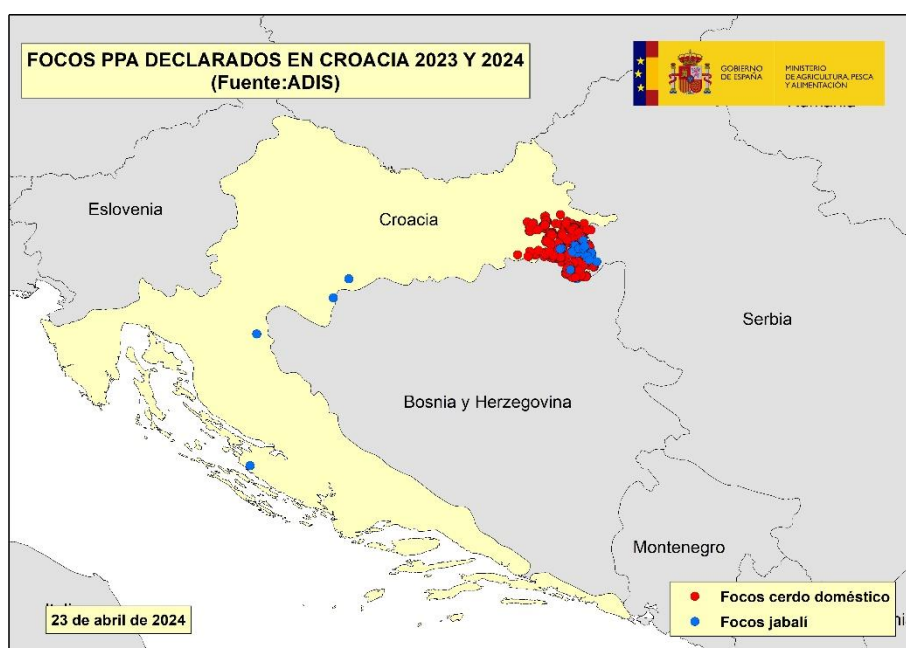 FOCOS PPA DECLARADOS EN CROACIA 2023 Y 2024
(Fuente:ADIS)
GOBIERNO
DE ESPAÑA
MINISTERIO
DE AGRICULTURA, PESCA
Y ALIMENTACIÓN
Eslovenia
Croacia
Serbia
Bosnia y Herzegovina
Montenegro
Focos cerdo doméstico
Focos jabalí
23 de abril de 2024